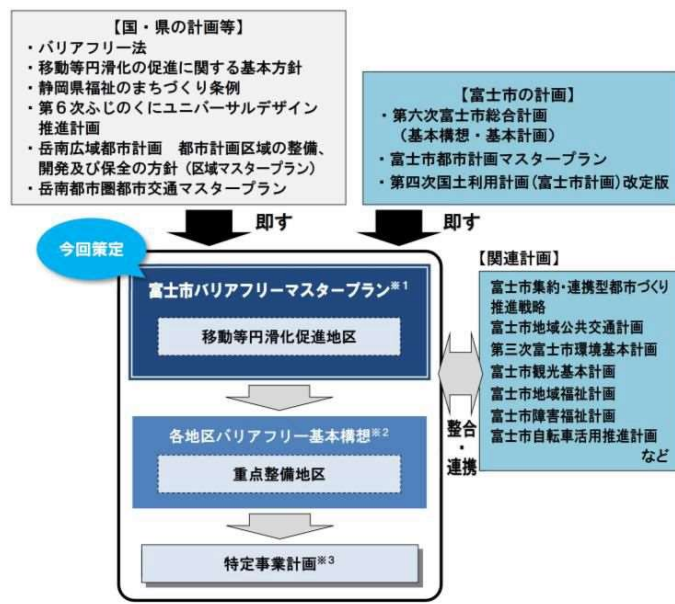 【国・県の計画等】
・バリアフリー法
・移動等円滑化の促進に関する基本方針
・静岡県福祉のまちづくり条例
・第6次ふじのくにユニバーサルデザイン
推進計画
・岳南広域都市計画　都市計画区域の整備、
開発及び保全の方針（区域マスタープラン）
・岳南都市圏都市交通マスタープラン
【富士市の計画】
・第六次富士市総合計画
（基本構想・基本計画）
・富士市都市計画マスタープラン
・第四次国土利用計画（富士市計画）改定版
即す
即す
今回策定
富士市バリアフリーマスタープラン※1
移動等円滑化促進地区
各地区バリアフリー基本構想※2
重点整備地区
特定事業計画※3
整合
・
連携
【関連計画】
富士市集約・連携型都市づくり
推進戦略
富士市地域公共交通計画
第三次富士市環境基本計画
富士市観光基本計画
富士市地域福祉計画
富士市障害福祉計画
富士市自転車活用推進計画
など